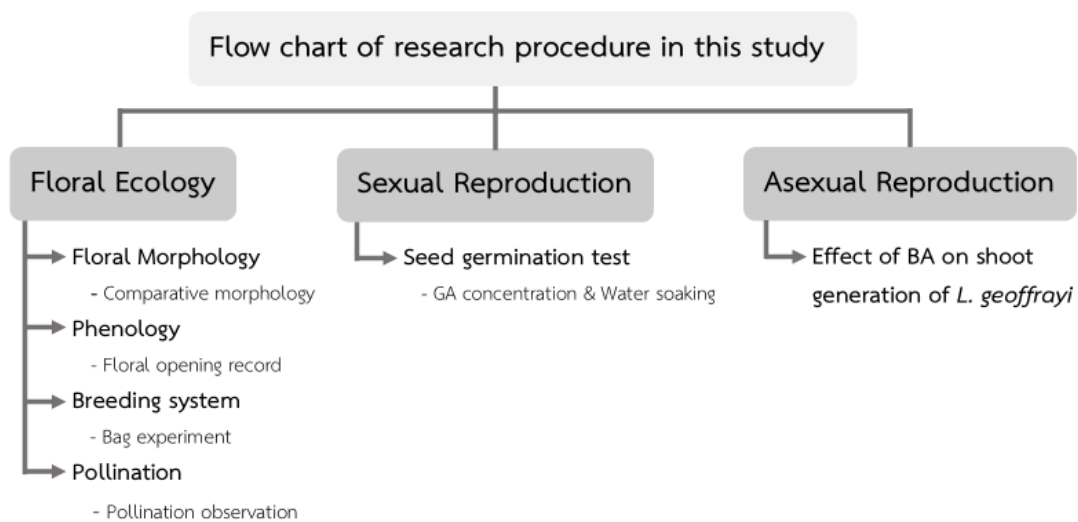 Flow chart of research procedure in this study
Floral Ecology
Floral Morphology
- Comparative morphology
Phenology
- Floral opening record
Breeding system
- Bag experiment
Pollination
- Pollination observation
Sexual Reproduction
Seed germination test
- GA concentration & Water soaking
Asexual Reproduction
Effect of BA on shoot
generation of L. geoffrayi